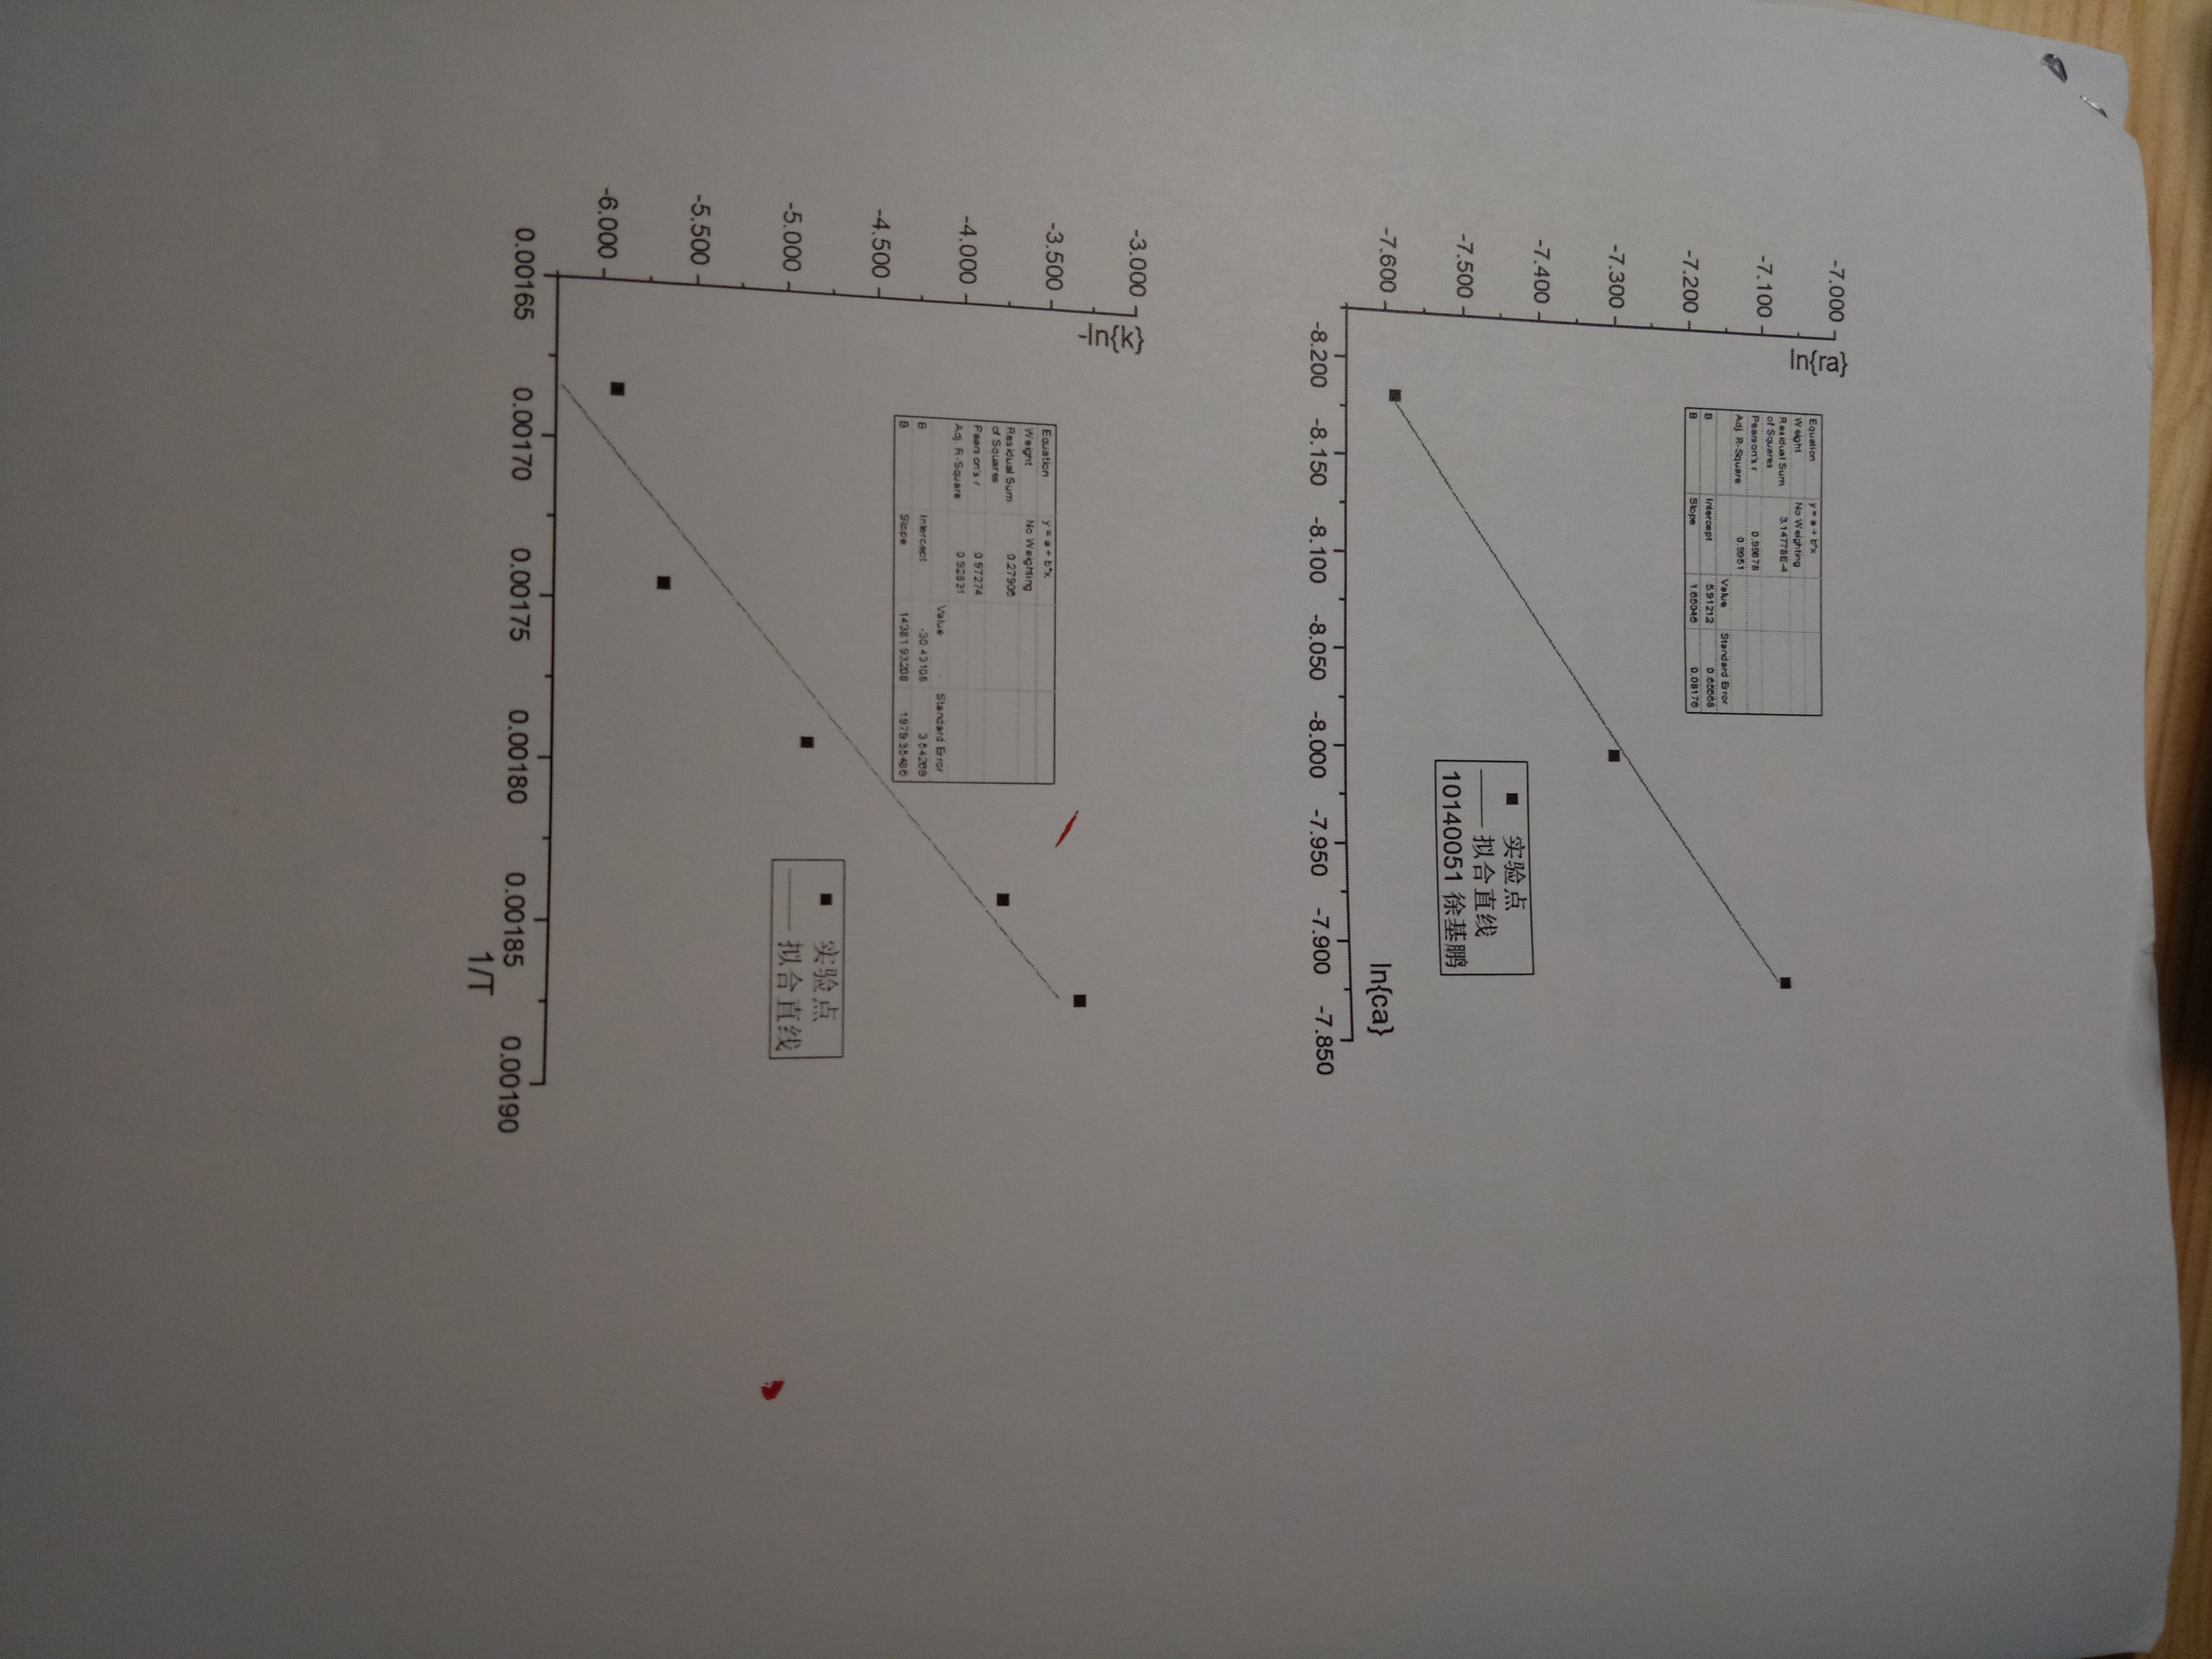 ln{ra}
-7.000
-7.100
-7.200
-7.300
-7.400
-7.500
-7.600
Equation y = a + b*x
Weight No Weighting
Residual Sum of Squares 3.14778E-4
Pearson's r 0.99878
Adj. R-Square 0.9951
Value Standard Error
B Intercept 5.91212
B Slope 1.66046 0.08176
实验点
拟合直线
10140051 徐基鹏
-8.200 -8.150 -8.100 -8.050 -8.000 -7.950 -7.900 -7.850
ln{ca}
-ln{k}
-3.000
-3.500
-4.000
-4.500
-5.000
-5.500
-6.000
Equation y = a + b*x
Weight No Weighting
Residual Sum of Squares 0.27906
Pearson's r 0.97274
Adj. R-Square 0.92831
Value Standard Error
B Intercept -30.43108 3.54269
B Slope 14381.93208 1979.35486
实验点
拟合直线
0.00165 0.00170 0.00175 0.00180 0.00185 0.00190
1/T